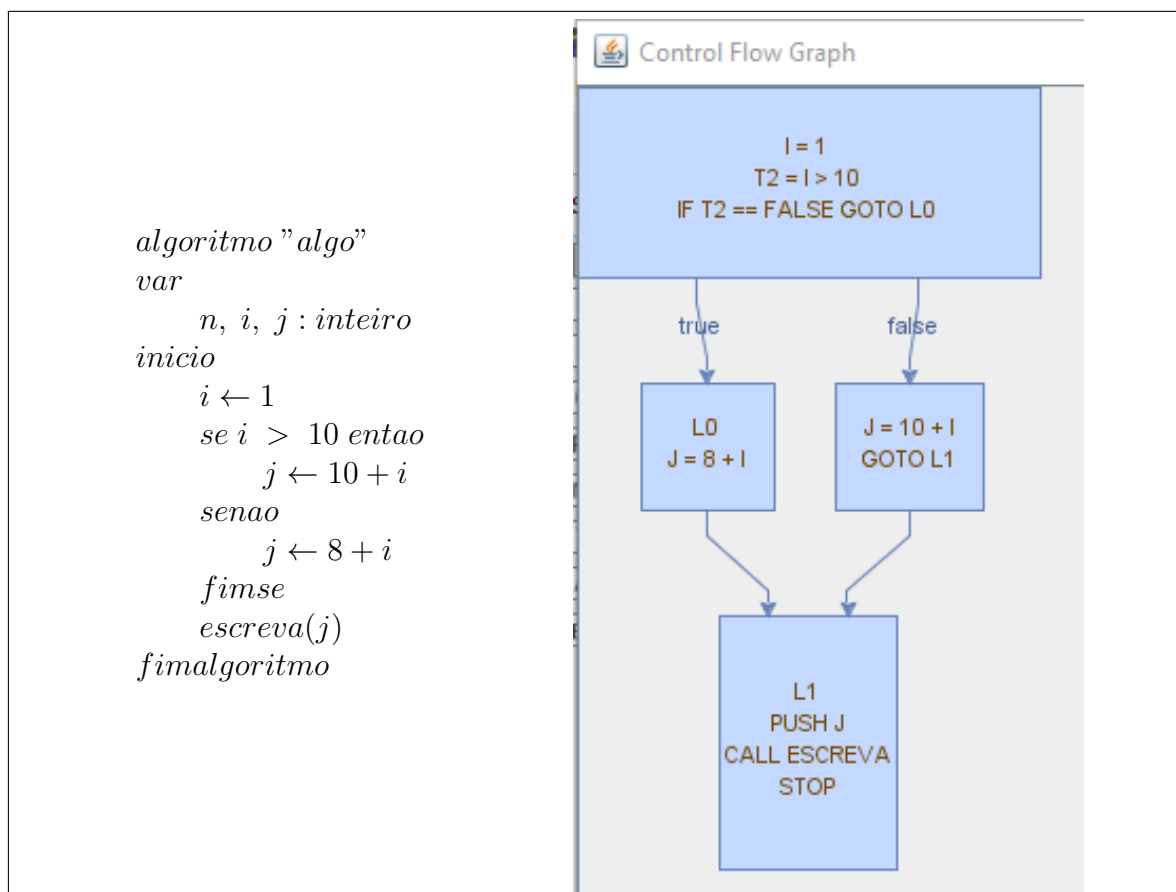 algoritmo "algo"
var
n, i, j : inteiro
inicio
i ← 1
se i > 10 entao
j ← 10 + i
senao
j ← 8 + i
fimse
escreva(j)
fimalgoritmo
Control Flow Graph
I = 1
T2 = I > 10
IF T2 == FALSE GOTO L0
true
false
L0
J = 8 + I
J = 10 + I
GOTO L1
L1
PUSH J
CALL ESCREVA
STOP